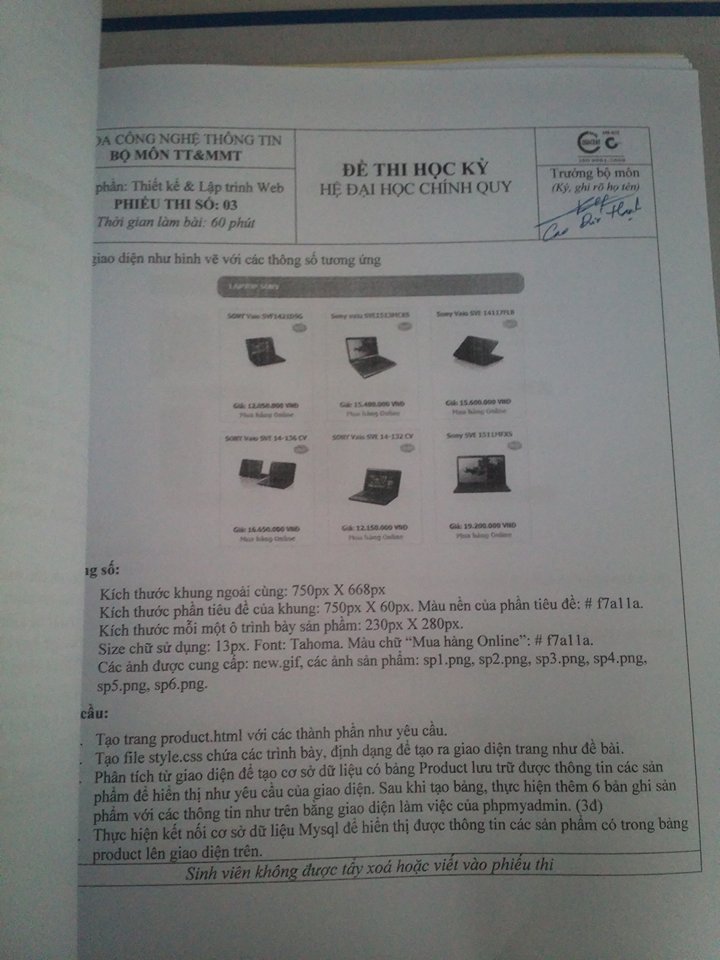 OA CÔNG NGHỆ THÔNG TIN
BỘ MÔN TT&MMT
phần: Thiết kế & Lập trình Web
PHIẾU THI SỐ: 03
Thời gian làm bài: 60 phút
ĐỀ THI HỌC KỲ
HỆ ĐẠI HỌC CHÍNH QUY
Trưởng bộ môn
(Ký, ghi rõ họ tên)
giao diện như hình vẽ với các thông số tương ứng
LAPTOP SONY
SONY Vaio SVF1421DSG
Sony Vaio SVE 14117FLB
Giá: 12.050.000 VND
Mua hàng Online
Giá: 15.400.000 VND
Mua hàng Online
Giá: 15.600.000 VND
Mua hàng Online
SONY Vaio SVE 14-136 CV
SONY Vaio SVE 14-132 CV
Sony SVE 1511MFXS
Giá: 16.650.000 VND
Mua hàng Online
Giá: 12.150.000 VND
Mua hàng Online
Giá: 19.200.000 VND
Mua hàng Online
ng số:
Kích thước khung ngoài cùng: 750px X 668px
Kích thước phần tiêu đề của khung: 750px X 60px. Màu nền của phần tiêu đề: # f7a11a.
Kích thước mỗi một ô trình bày sản phẩm: 230px X 280px.
Size chữ sử dụng: 13px. Font: Tahoma. Màu chữ “Mua hàng Online”: # f7a11a.
Các ảnh được cung cấp: new.gif, các ảnh sản phẩm: sp1.png, sp2.png, sp3.png, sp4.png,
sp5.png, sp6.png.
cầu:
Tạo trang product.html với các thành phần như yêu cầu.
Tạo file style.css chứa các trình bày, định dạng để tạo ra giao diện trang như đề bài.
Phân tích từ giao diện để tạo cơ sở dữ liệu có bảng Product lưu trữ được thông tin các sản
phẩm để hiển thị như yêu cầu của giao diện. Sau khi tạo bảng, thực hiện thêm 6 bản ghi sản
phẩm với các thông tin như trên bằng giao diện làm việc của phpmyadmin. (3đ)
Thực hiện kết nối cơ sở dữ liệu Mysql để hiển thị được thông tin các sản phẩm có trong bảng
product lên giao diện trên.
Sinh viên không được tẩy xoá hoặc viết vào phiếu thi